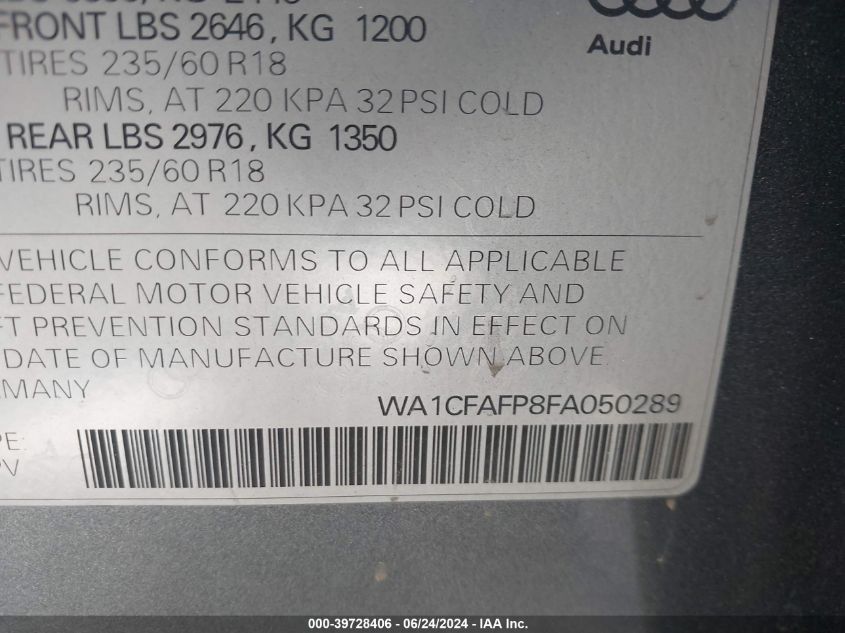 FRONT LBS 2646, KG 1200
Audi
TIRES 235/60 R18
RIMS, AT 220 KPA 32 PSI COLD
REAR LBS 2976, KG 1350
TIRES 235/60 R18
RIMS, AT 220 KPA 32 PSI COLD
VEHICLE CONFORMS TO ALL APPLICABLE
FEDERAL MOTOR VEHICLE SAFETY AND
FT PREVENTION STANDARDS IN EFFECT ON
DATE OF MANUFACTURE SHOWN ABOVE.
MANY
WA1CFAFP8FA050289
PE:
PV
000-39728406 - 06/24/2024 - IAA Inc.